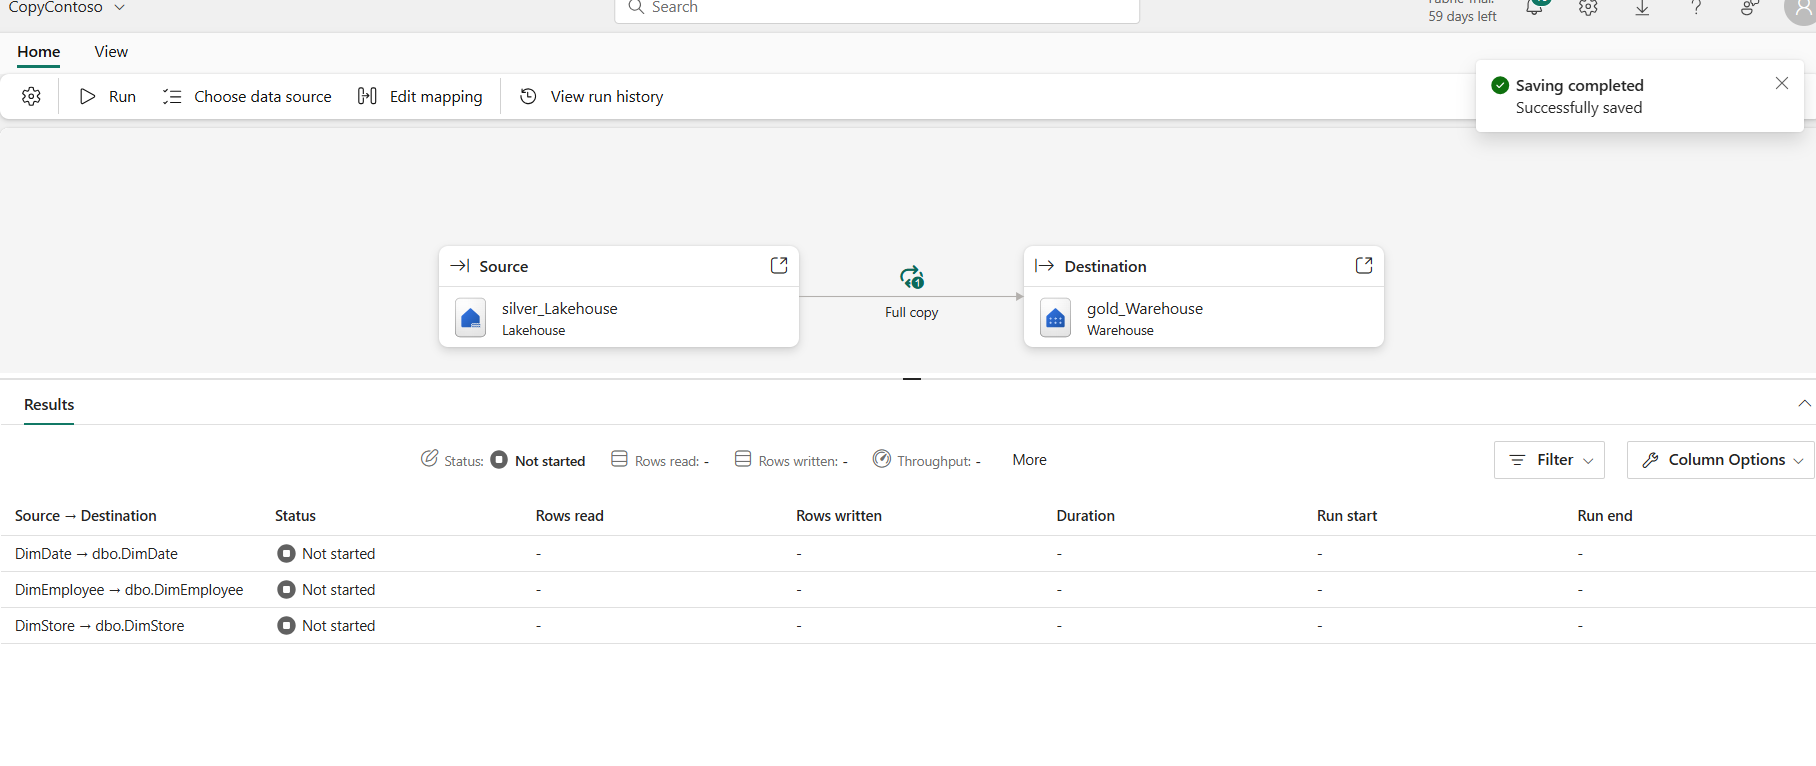 CopyContoso
Search
Fabric Trial:
59 days left
Home
View
Run
Choose data source
Edit mapping
View run history
Saving completed
Successfully saved
Source
silver_Lakehouse
Lakehouse
1
Full copy
Destination
gold_Warehouse
Warehouse
Results
Status: Not started
Rows read: -
Rows written: -
Throughput: -
More
Filter
Column Options
Source → Destination Status Rows read Rows written Duration Run start Run end
DimDate → dbo.DimDate Not started - - - - -
DimEmployee → dbo.DimEmployee Not started - - - - -
DimStore → dbo.DimStore Not started - - - - -